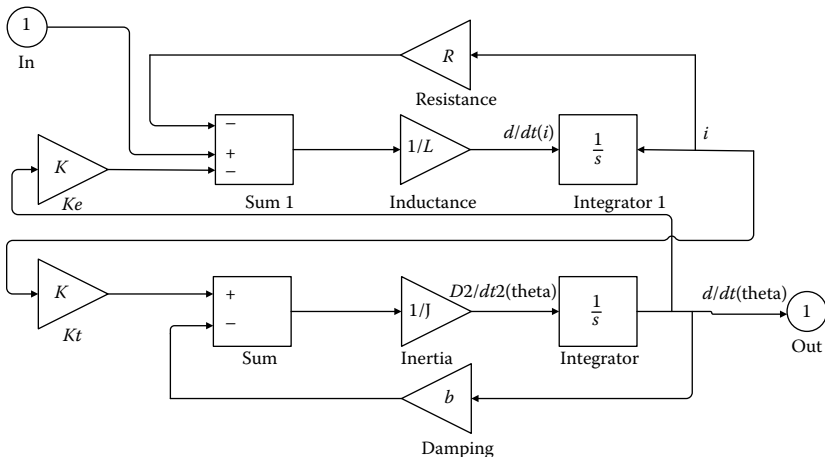 1
In
R
Resistance
−
+
−
Sum 1
1/L
Inductance
d/dt(i)
1
s
Integrator 1
i
K
Ke
K
Kt
+
−
Sum
1/J
Inertia
D2/dt2(theta)
1
s
Integrator
d/dt(theta)
1
Out
b
Damping